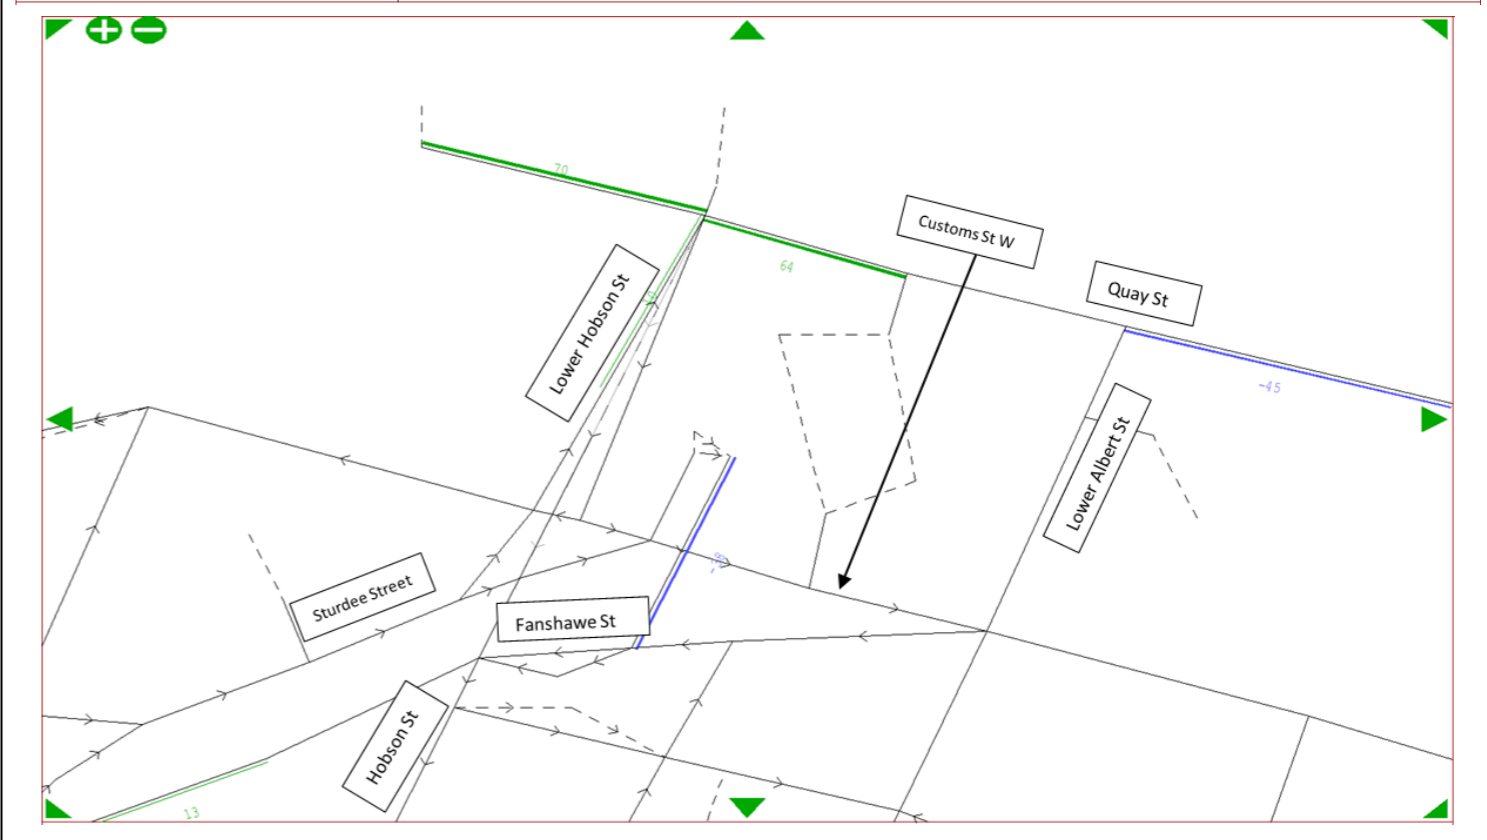 70
Customs St W
64
Quay St
Lower Hobson St
-45
Lower Albert St
Sturdee Street
Fanshawe St
Hobson St
13